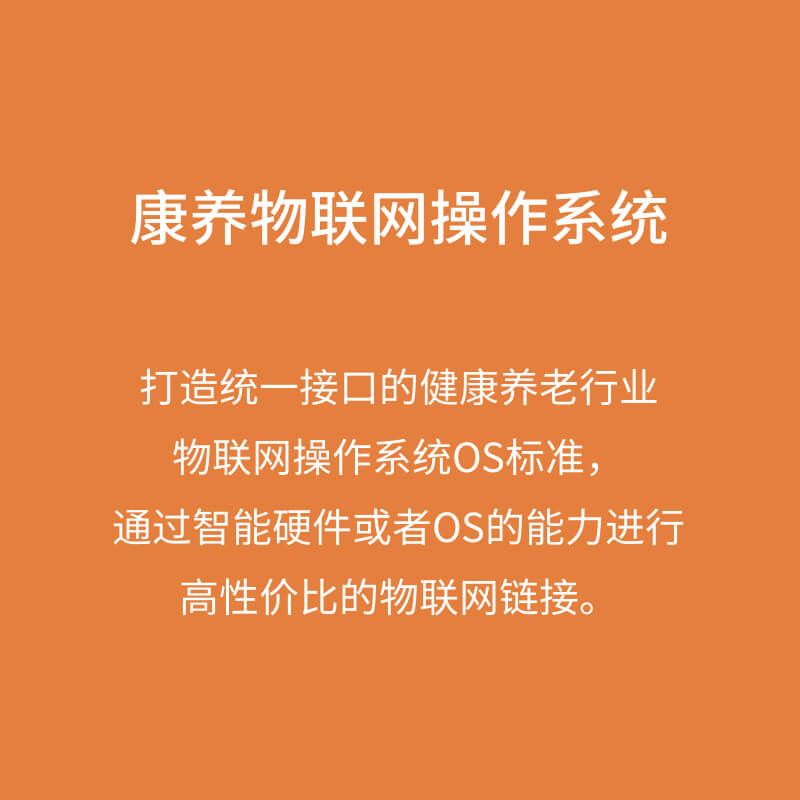 康养物联网操作系统
打造统一接口的健康养老行业
物联网操作系统OS标准，
通过智能硬件或者OS的能力进行
高性价比的物联网链接。